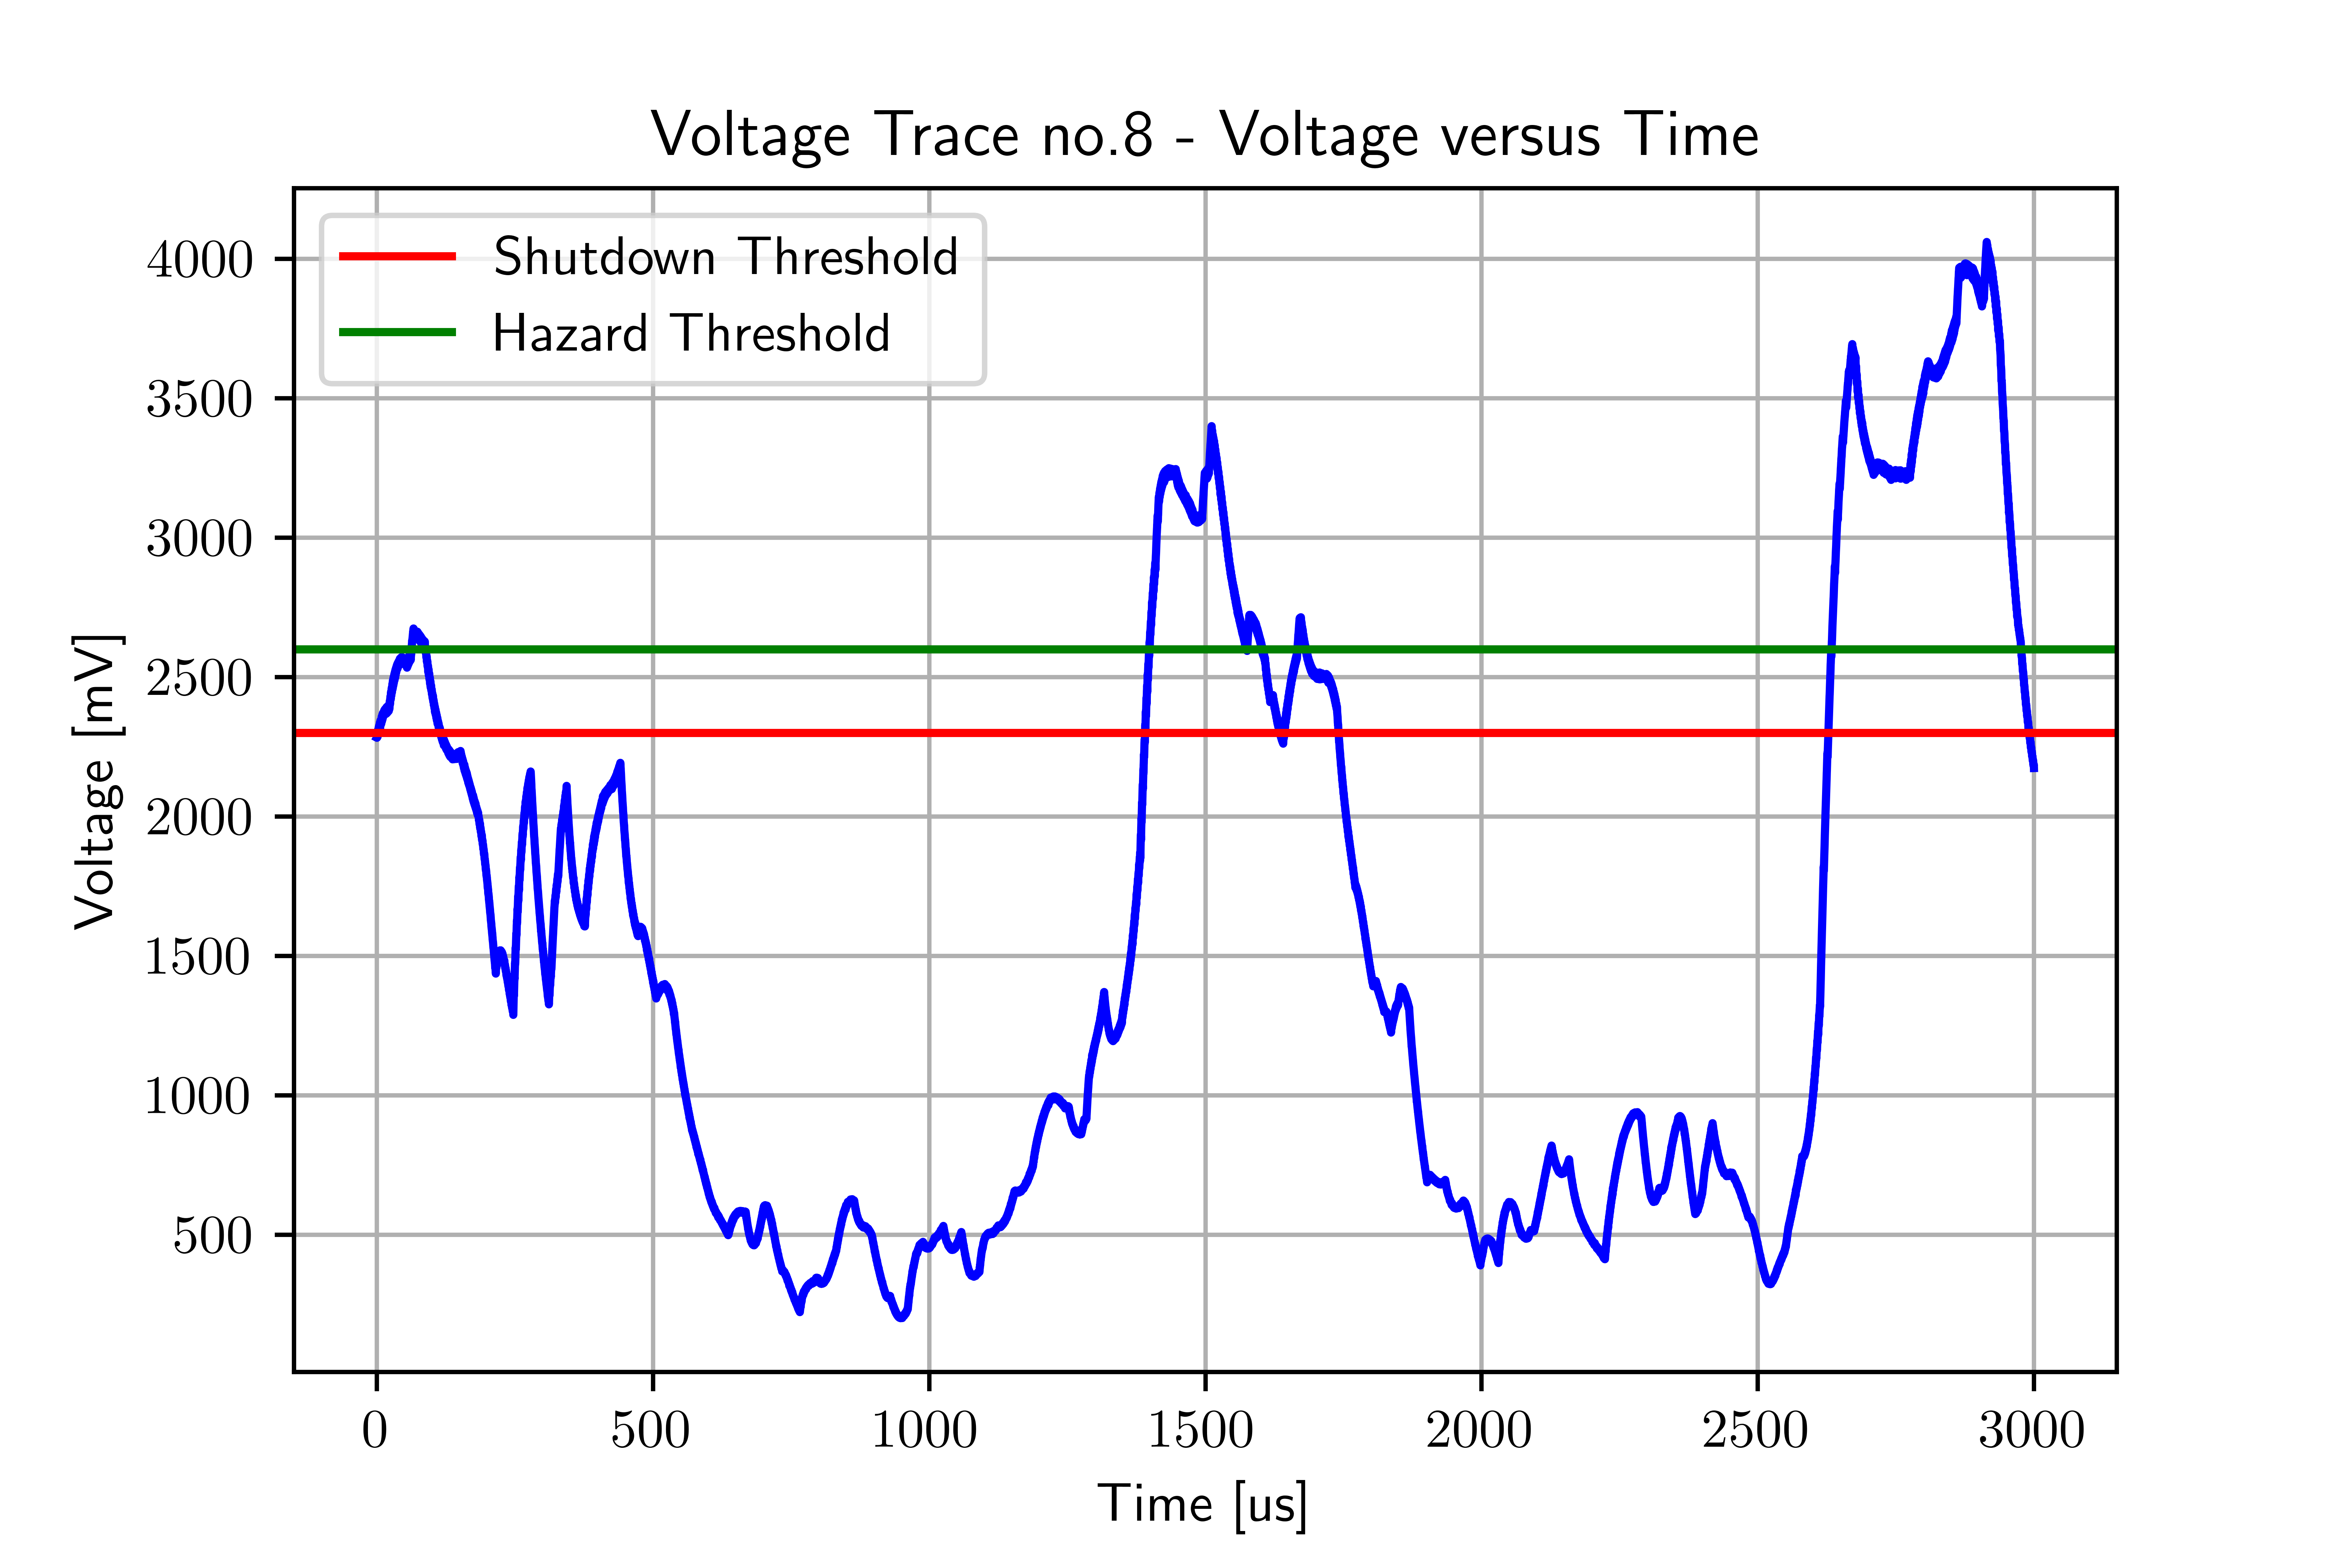 Voltage Trace no.8 - Voltage versus Time
Shutdown Threshold
Hazard Threshold
4000
3500
3000
2500
2000
1500
1000
500
Voltage [mV]
0 500 1000 1500 2000 2500 3000
Time [us]